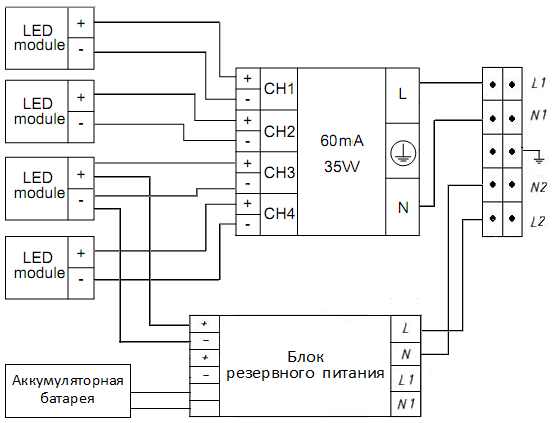 LED
module
+
-
LED
module
+
-
LED
module
+
-
LED
module
+
-
+
-
CH1
+
-
CH2
+
-
CH3
+
-
CH4
60mA
35W
L
N
L1
N1
N2
L2
+
-
+
-
Блок
резервного питания
L
N
L1
N1
Аккумуляторная
батарея